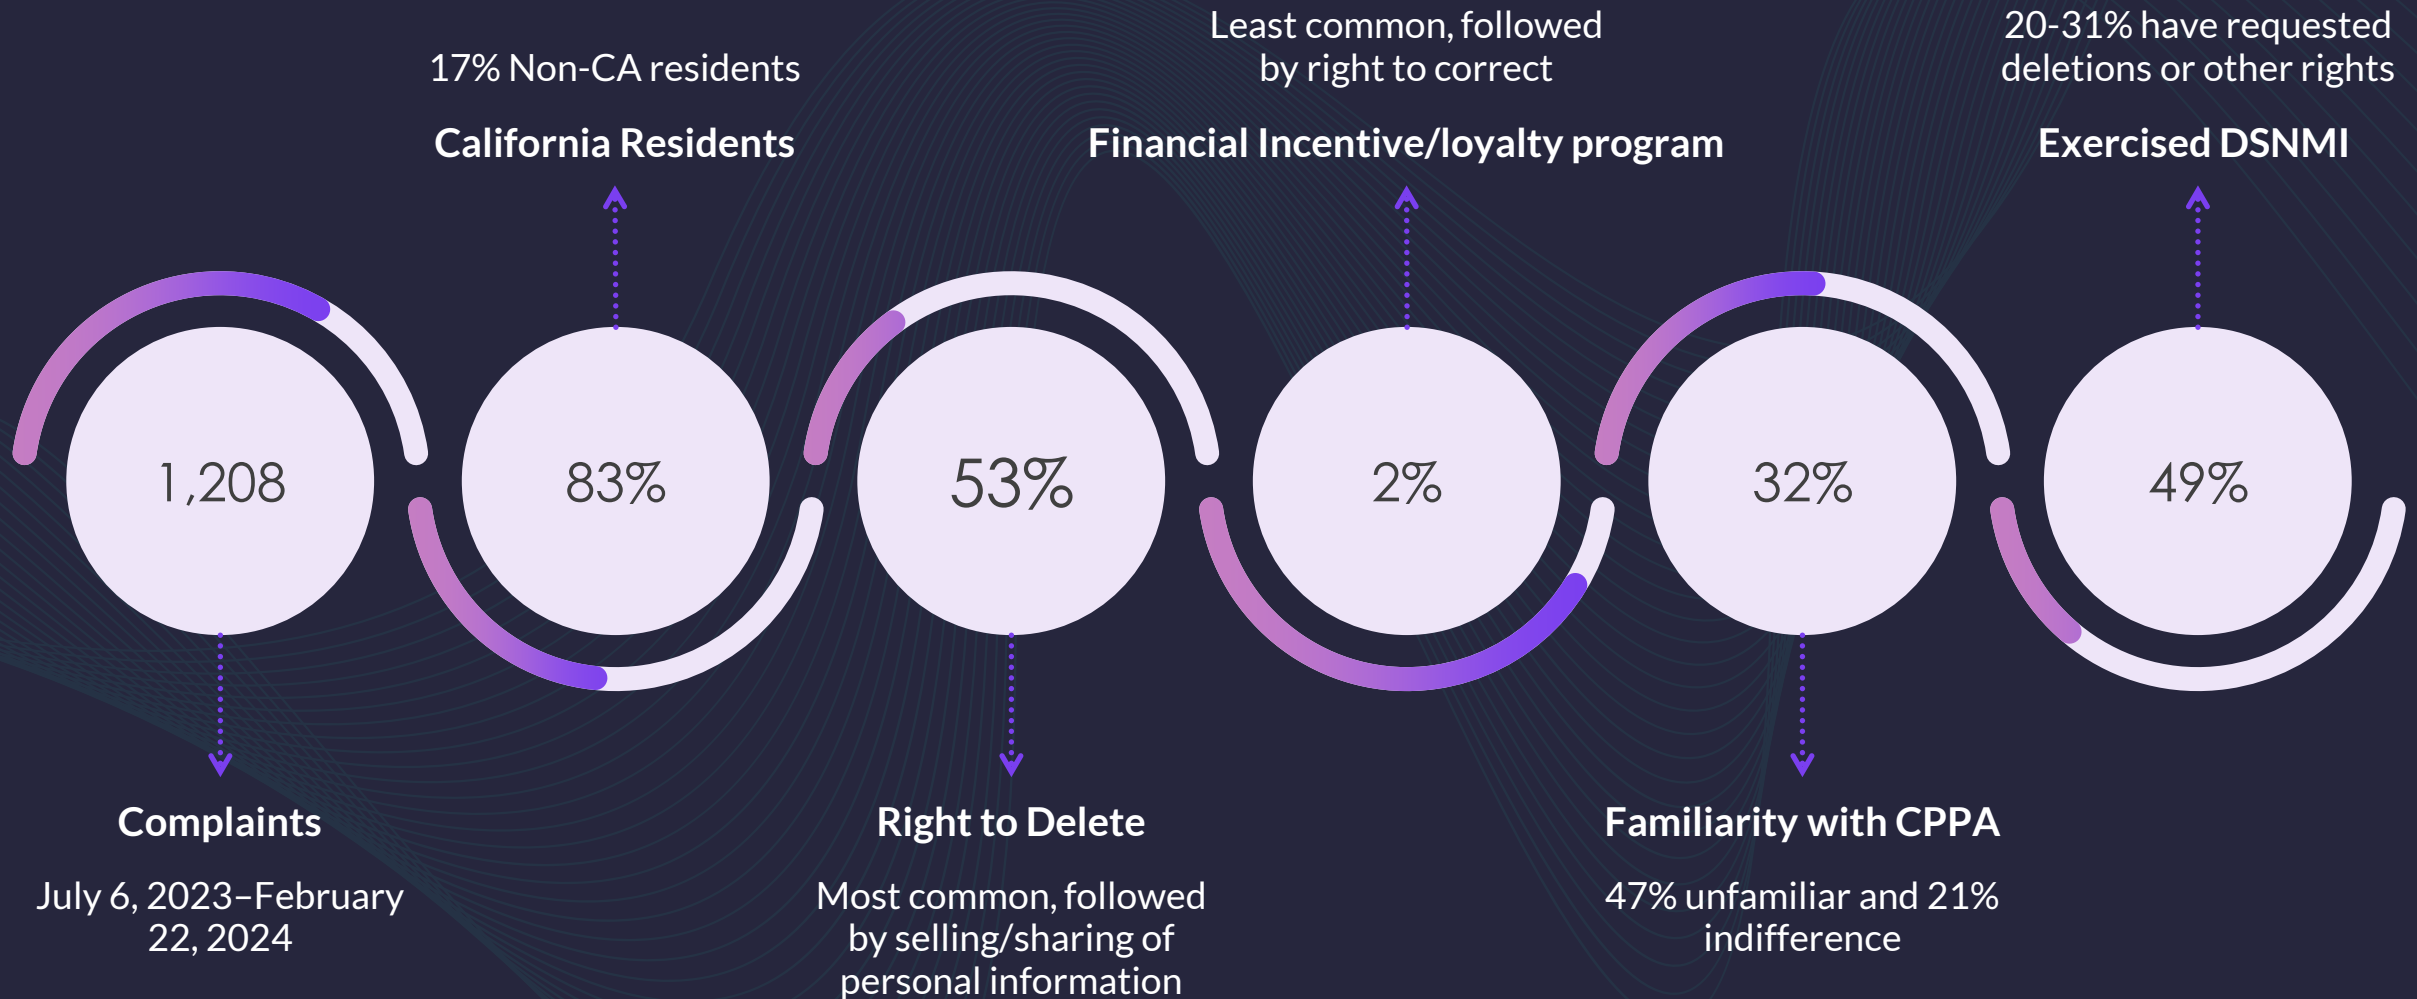 17% Non-CA residents
California Residents
Least common, followed
by right to correct
Financial Incentive/loyalty program
20-31% have requested
deletions or other rights
Exercised DSNMI
1,208
83%
53%
2%
32%
49%
Complaints
July 6, 2023–February
22, 2024
Right to Delete
Most common, followed
by selling/sharing of
personal information
Familiarity with CPPA
47% unfamiliar and 21%
indifference